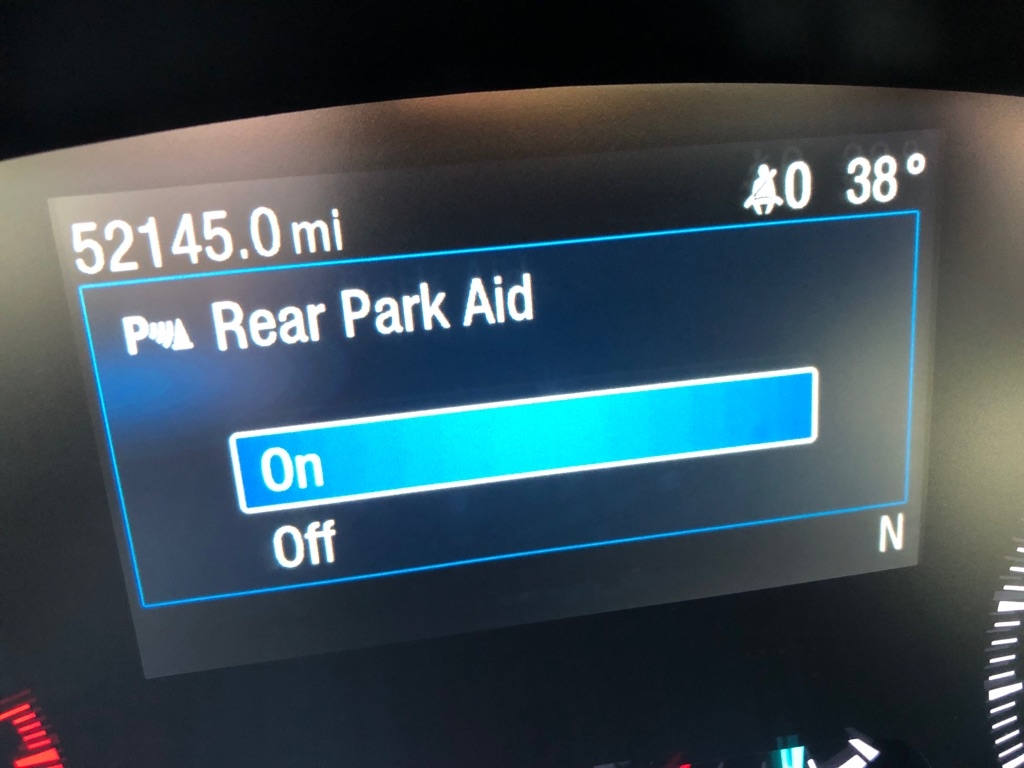 52145.0 mi 0 38°
P Rear Park Aid
On
Off
N